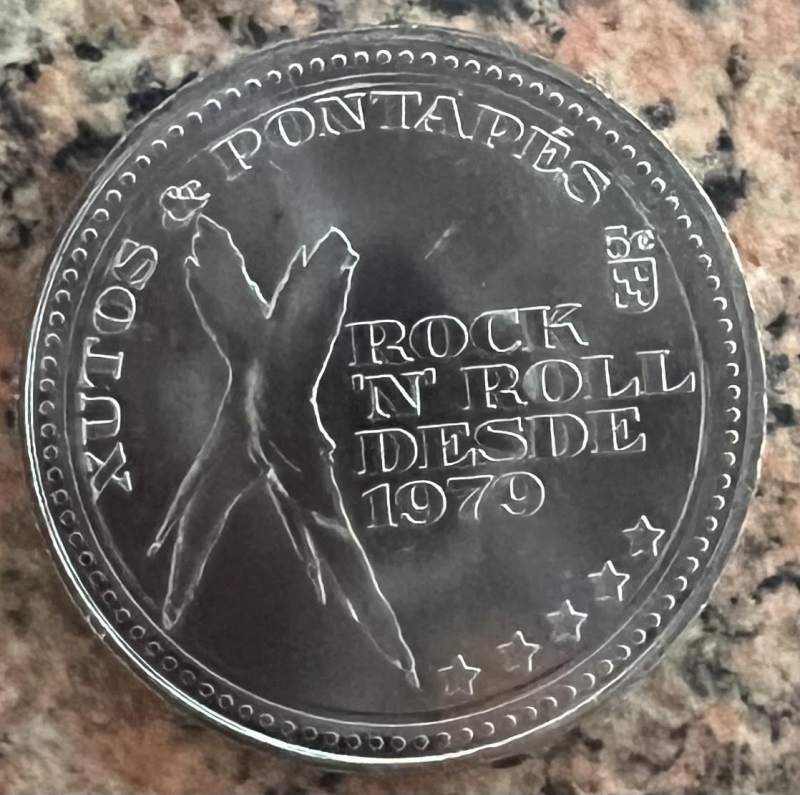 XUTOS & PONTAPÉS
5€
ROCK
'N' ROLL
DESDE
1979